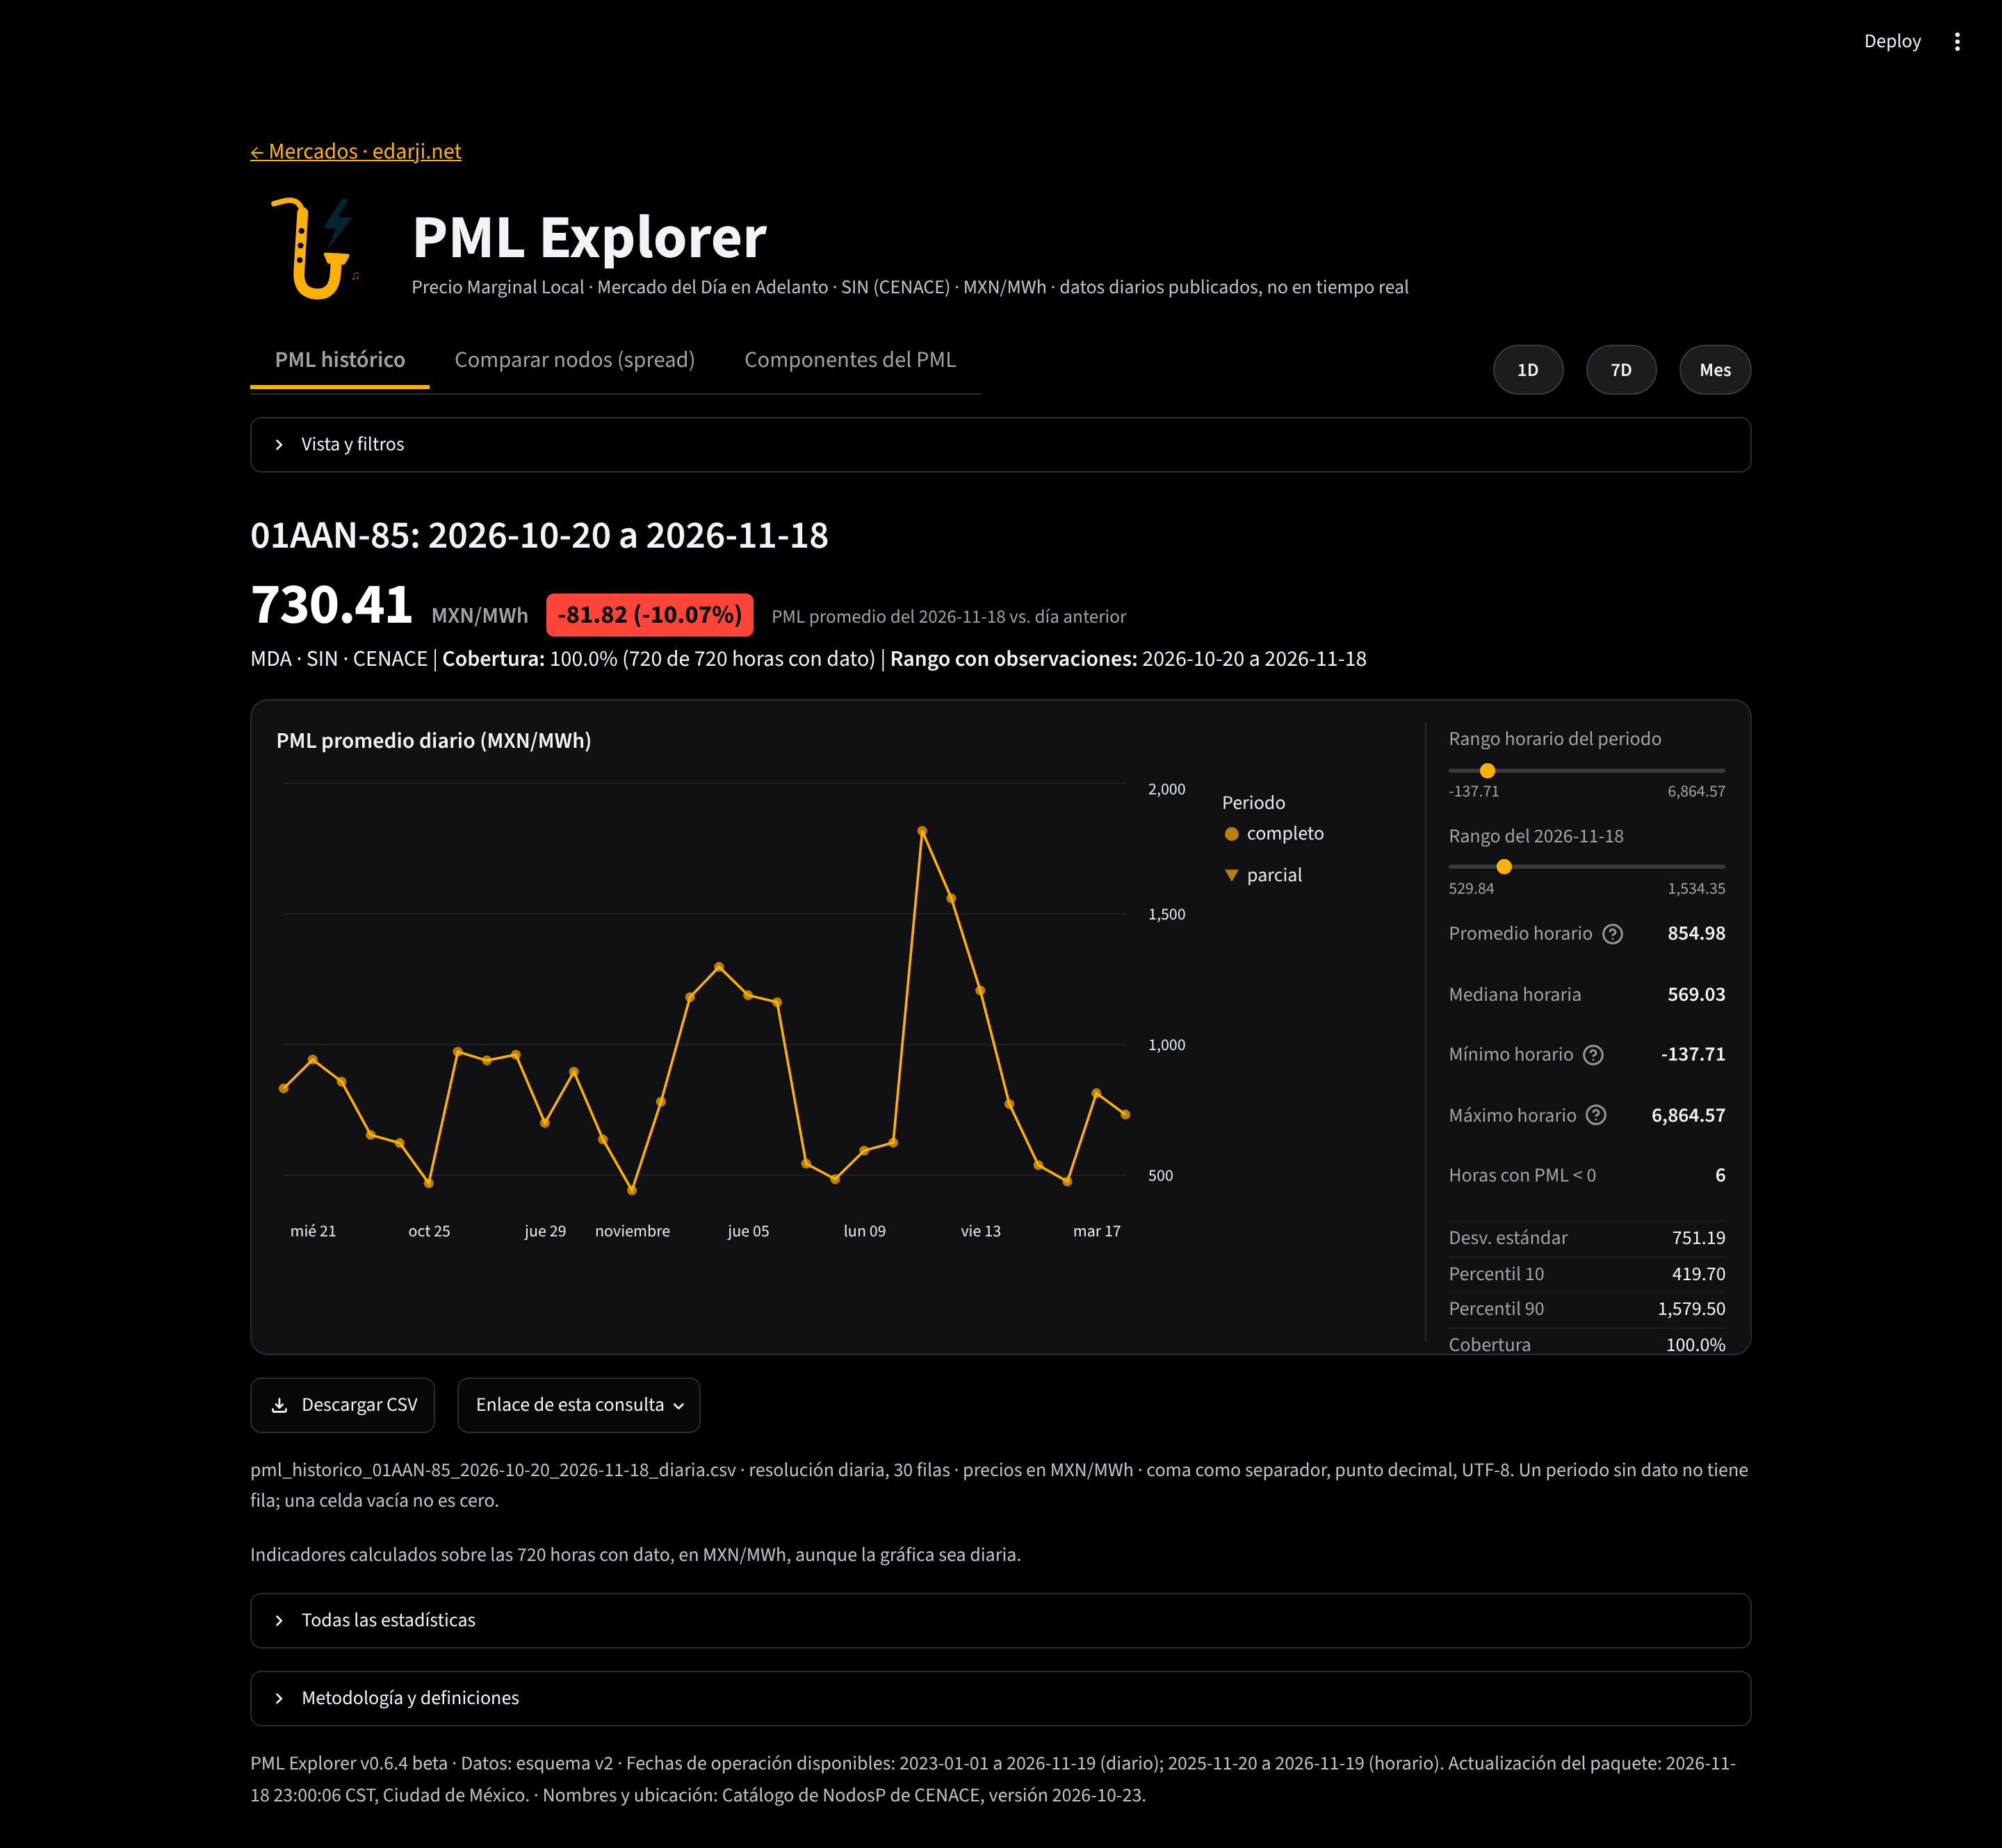 Deploy
← Mercados · edarji.net
PML Explorer
Precio Marginal Local · Mercado del Día en Adelanto · SIN (CENACE) · MXN/MWh · datos diarios publicados, no en tiempo real
PML histórico
Comparar nodos (spread)
Componentes del PML
1D
7D
Mes
Vista y filtros
01AAN-85: 2026-10-20 a 2026-11-18
730.41 MXN/MWh -81.82 (-10.07%) PML promedio del 2026-11-18 vs. día anterior
MDA · SIN · CENACE | Cobertura: 100.0% (720 de 720 horas con dato) | Rango con observaciones: 2026-10-20 a 2026-11-18
PML promedio diario (MXN/MWh)
2,000
1,500
1,000
500
mié 21
oct 25
jue 29
noviembre
jue 05
lun 09
vie 13
mar 17
Periodo
completo
parcial
Rango horario del periodo
-137.71 6,864.57
Rango del 2026-11-18
529.84 1,534.35
Promedio horario 854.98
Mediana horaria 569.03
Mínimo horario -137.71
Máximo horario 6,864.57
Horas con PML < 0 6
Desv. estándar 751.19
Percentil 10 419.70
Percentil 90 1,579.50
Cobertura 100.0%
Descargar CSV
Enlace de esta consulta
pml_historico_01AAN-85_2026-10-20_2026-11-18_diaria.csv · resolución diaria, 30 filas · precios en MXN/MWh · coma como separador, punto decimal, UTF-8. Un periodo sin dato no tiene
fila; una celda vacía no es cero.
Indicadores calculados sobre las 720 horas con dato, en MXN/MWh, aunque la gráfica sea diaria.
Todas las estadísticas
Metodología y definiciones
PML Explorer v0.6.4 beta · Datos: esquema v2 · Fechas de operación disponibles: 2023-01-01 a 2026-11-19 (diario); 2025-11-20 a 2026-11-19 (horario). Actualización del paquete: 2026-11-
18 23:00:06 CST, Ciudad de México. · Nombres y ubicación: Catálogo de NodosP de CENACE, versión 2026-10-23.